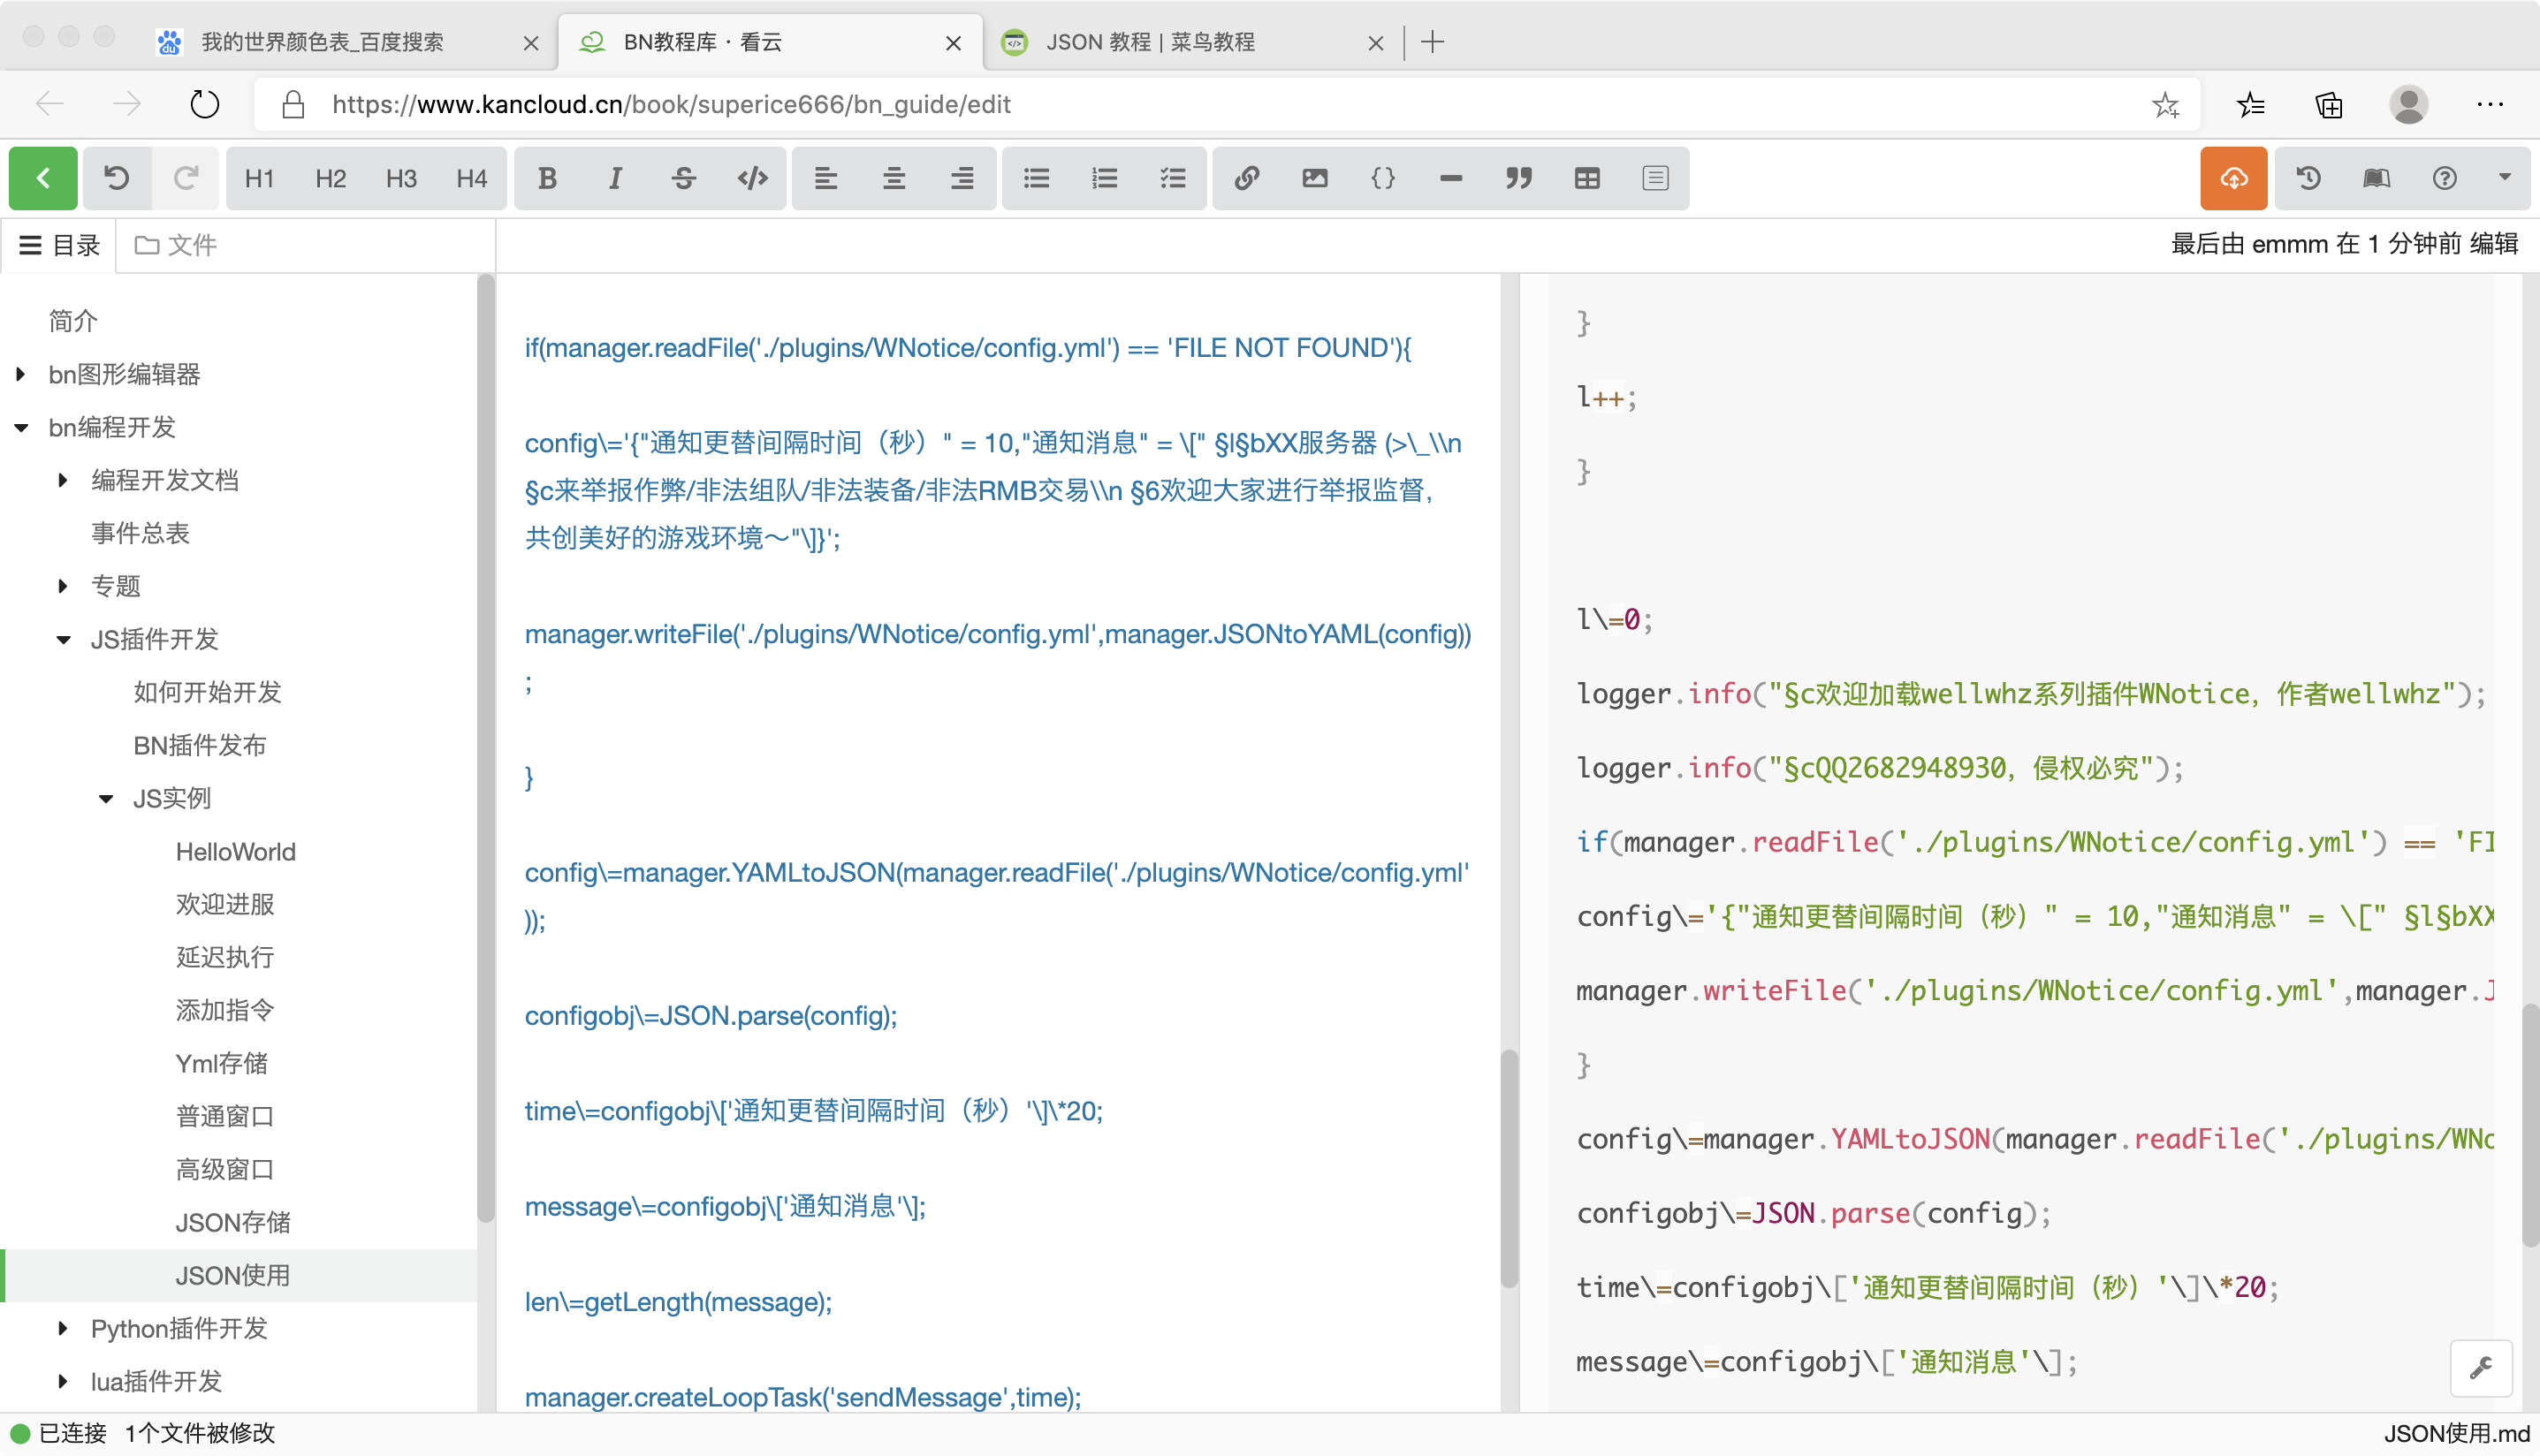 我的世界颜色表_百度搜索
BN教程库 · 看云
JSON 教程 | 菜鸟教程
https://www.kancloud.cn/book/superice666/bn_guide/edit
H1 H2 H3 H4 B I S
目录 文件
最后由 emmm 在 1 分钟前 编辑
简介
bn图形编辑器
bn编程开发
编程开发文档
事件总表
专题
JS插件开发
如何开始开发
BN插件发布
JS实例
HelloWorld
欢迎进服
延迟执行
添加指令
Yml存储
普通窗口
高级窗口
JSON存储
JSON使用
Python插件开发
lua插件开发
if(manager.readFile('./plugins/WNotice/config.yml') == 'FILE NOT FOUND'){
config\='{"通知更替间隔时间（秒）" = 10,"通知消息" = \[" §l§bXX服务器 (>\_\\n
§c来举报作弊/非法组队/非法装备/非法RMB交易\\n §6欢迎大家进行举报监督，
共创美好的游戏环境～"\]}';
manager.writeFile('./plugins/WNotice/config.yml',manager.JSONtoYAML(config))
;
}
config\=manager.YAMLtoJSON(manager.readFile('./plugins/WNotice/config.yml'
));
configobj\=JSON.parse(config);
time\=configobj\['通知更替间隔时间（秒）'\]\*20;
message\=configobj\['通知消息'\];
len\=getLength(message);
manager.createLoopTask('sendMessage',time);
}
l++;
}
l\=0;
logger.info("§c欢迎加载wellwhz系列插件WNotice，作者wellwhz");
logger.info("§cQQ2682948930，侵权必究");
if(manager.readFile('./plugins/WNotice/config.yml') == 'FI
config\='{"通知更替间隔时间（秒）" = 10,"通知消息" = \[" §l§bXX
manager.writeFile('./plugins/WNotice/config.yml',manager.J
}
config\=manager.YAMLtoJSON(manager.readFile('./plugins/WNo
configobj\=JSON.parse(config);
time\=configobj\['通知更替间隔时间（秒）'\]\*20;
message\=configobj\['通知消息'\];
已连接 1个文件被修改
JSON使用.md